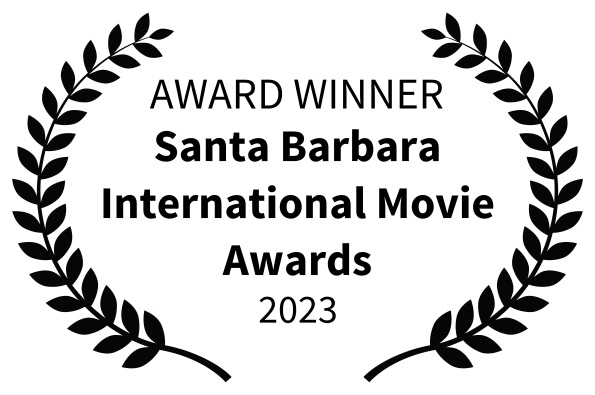 AWARD WINNER
Santa Barbara
International Movie
Awards
2023